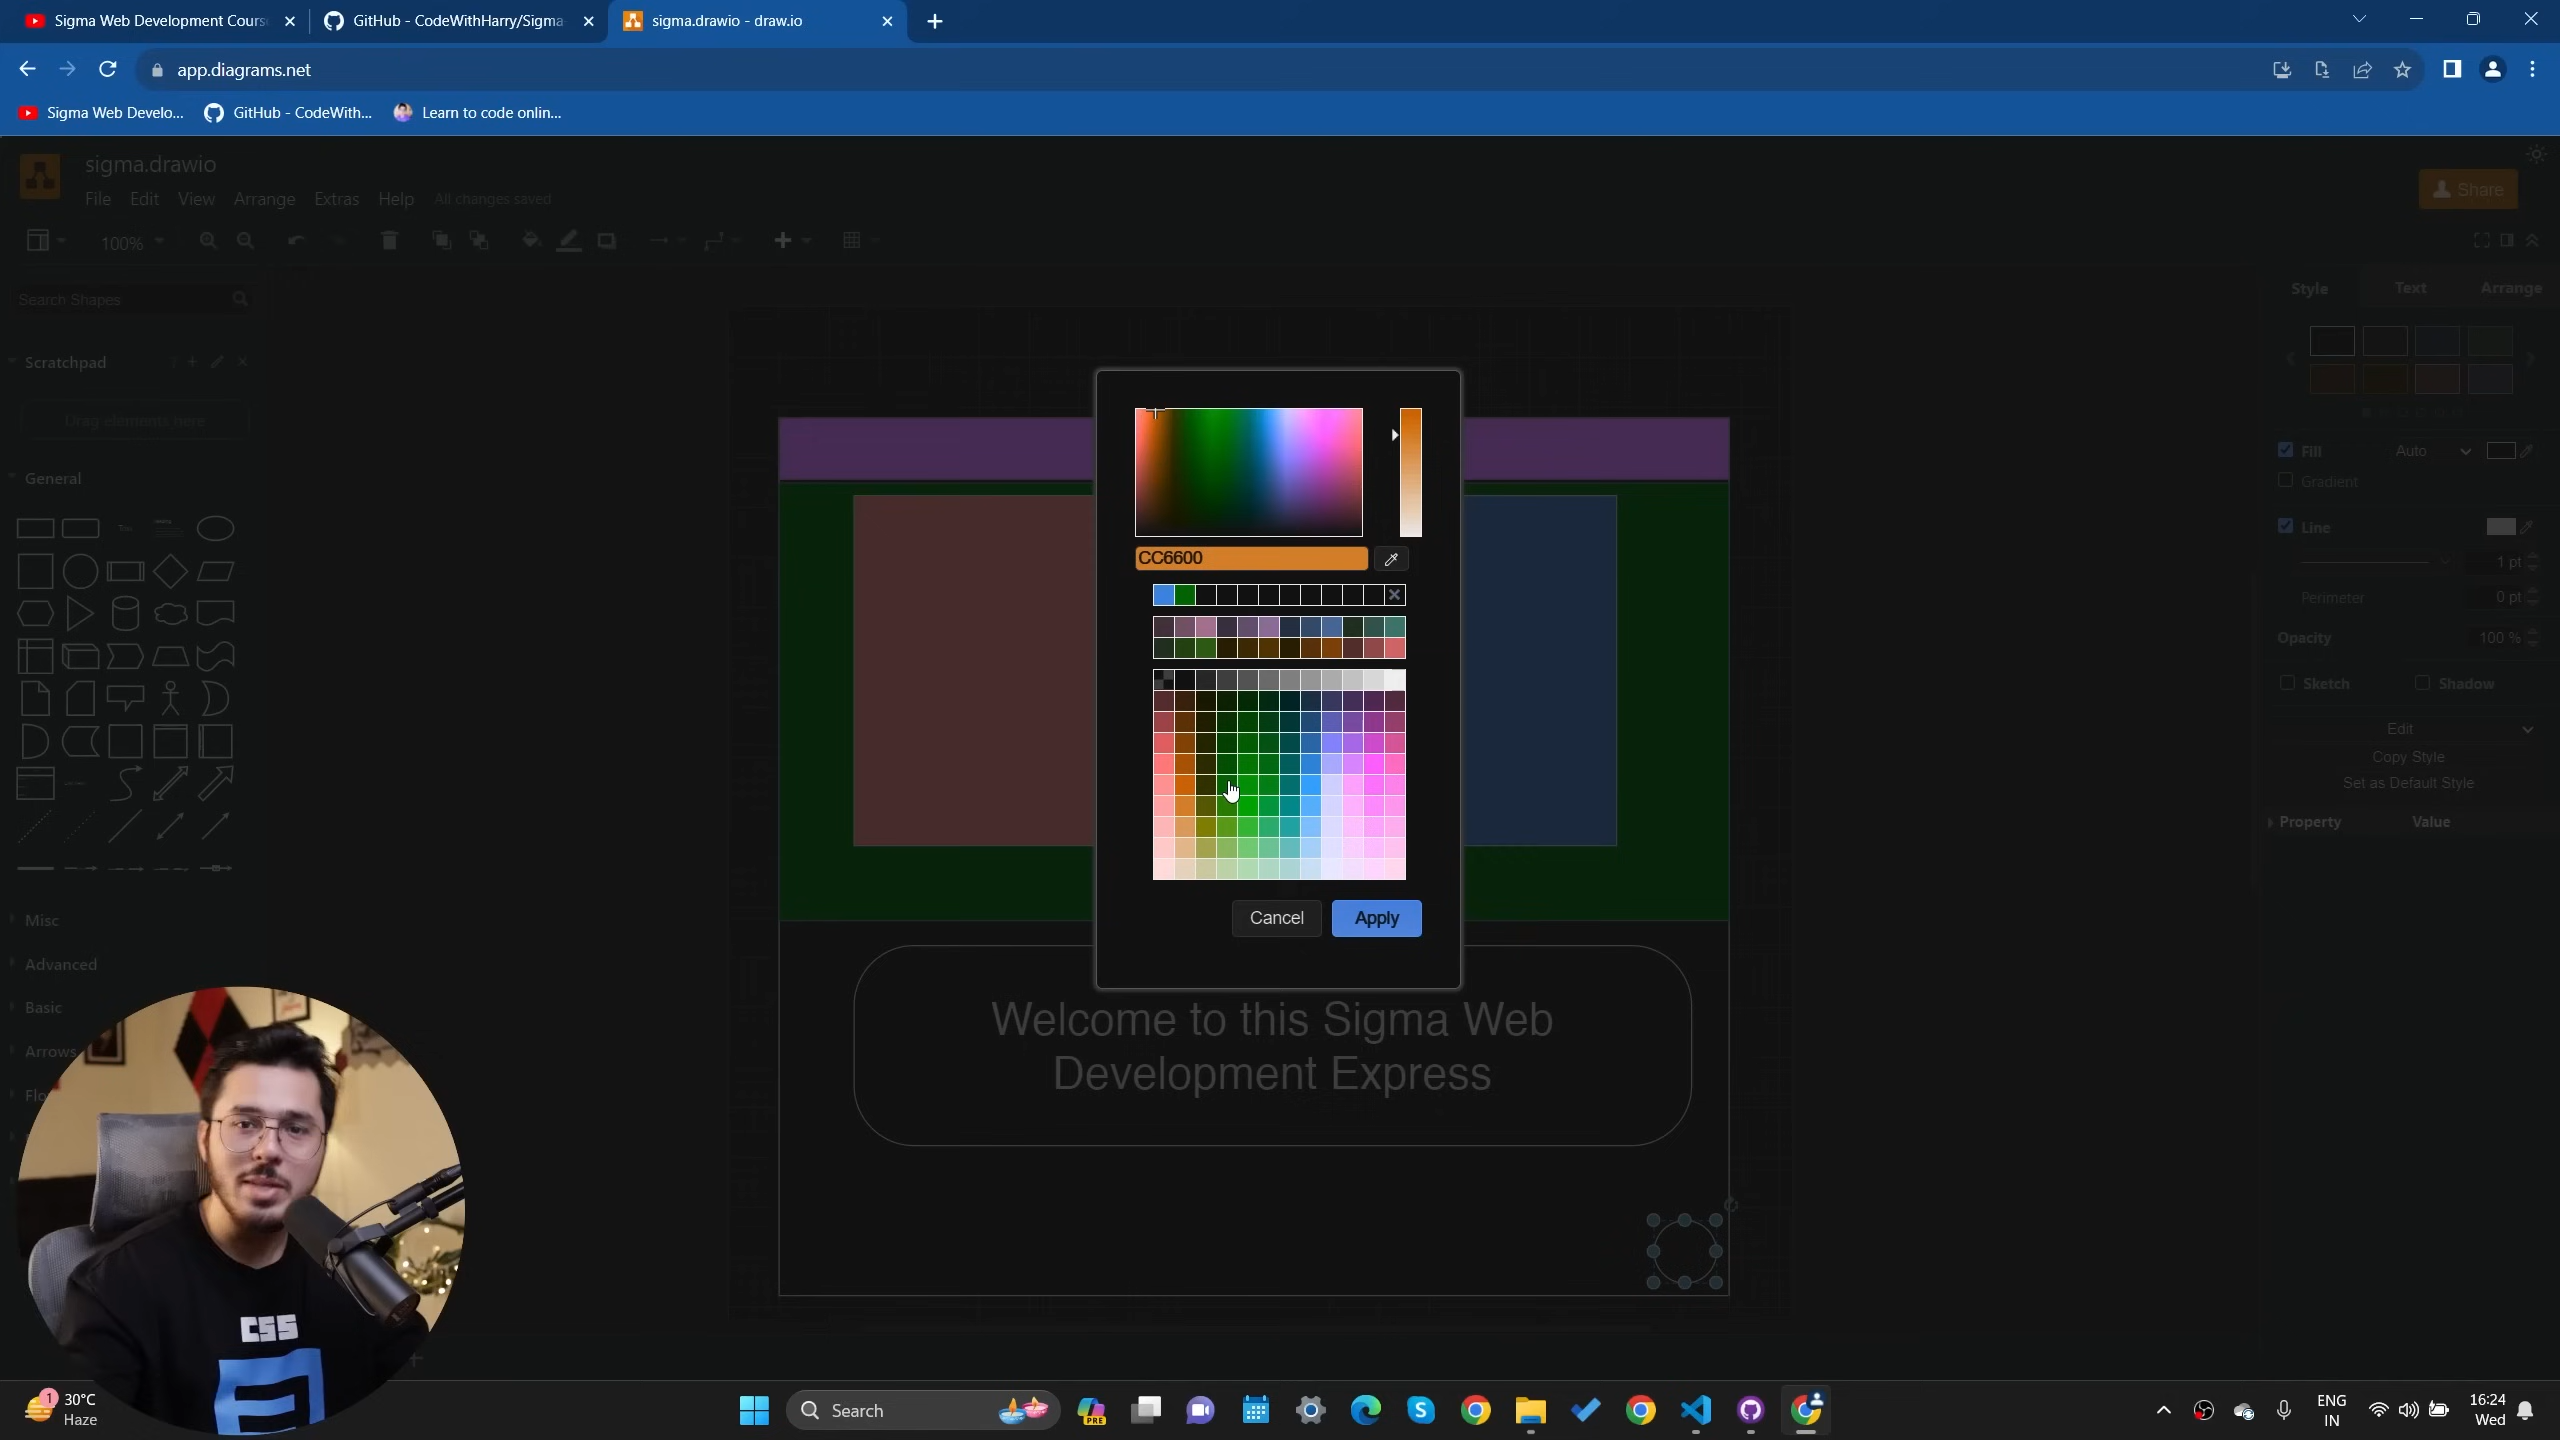 Sigma Web Development Cours
GitHub - CodeWithHarry/Sigma-
sigma.drawio - draw.io
app.diagrams.net
Sigma Web Develo...
GitHub - CodeWith...
Learn to code onlin...
sigma.drawio
File Edit View Arrange Extras Help All changes saved
Share
100%
Search Shapes
Style Text Arrange
Scratchpad
Drag elements here
General
Fill Auto
Gradient
Line
1 pt
Perimeter 0 pt
Opacity 100 %
Sketch Shadow
Edit
Copy Style
Set as Default Style
Property Value
CC6600
Cancel Apply
Misc
Advanced
Basic
Arrows
Flo
Welcome to this Sigma Web
Development Express
CSS
1
30°C
Haze
Search
PRE
ENG
IN
16:24
Wed